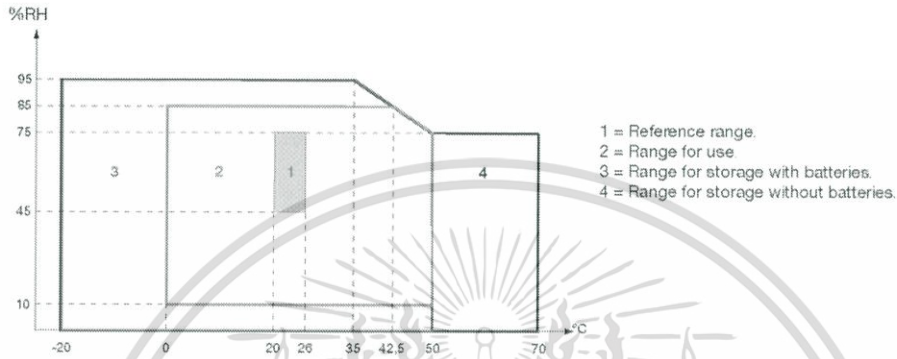 %RH
95
85
75
1 = Reference range.
2 = Range for use
3 2 1 4
3 = Range for storage with batteries.
4 = Range for storage without batteries.
45
10
-20 0 20 26 35 42,5 50 70 °C